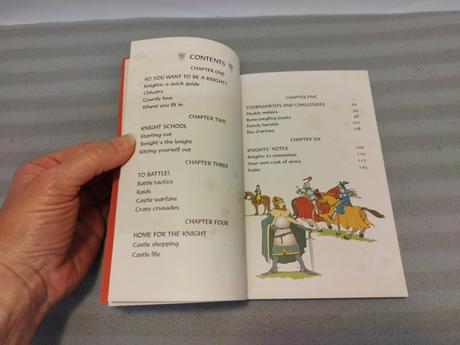 CONTENTS
CHAPTER ONE
SO YOU WANT TO BE A KNIGHT?
Knights: a quick guide
Chivalry
Courtly love
Where you fit in
CHAPTER TWO
KNIGHT SCHOOL
Starting out
Tonight's the knight
Kitting yourself out
CHAPTER THREE
TO BATTLE!
Battle tactics
Raids
Castle warfare
Crazy crusades
CHAPTER FOUR
HOME FOR THE KNIGHT
Castle shopping
Castle life
CHAPTER FIVE
TOURNAMENTS AND CHALLENGES
Muddy mêlées
Bone-jangling jousts
Handy heralds
Pas d'armes
CHAPTER SIX
KNIGHTS' NOTES
Knights to remember
Your own coat of arms
Index